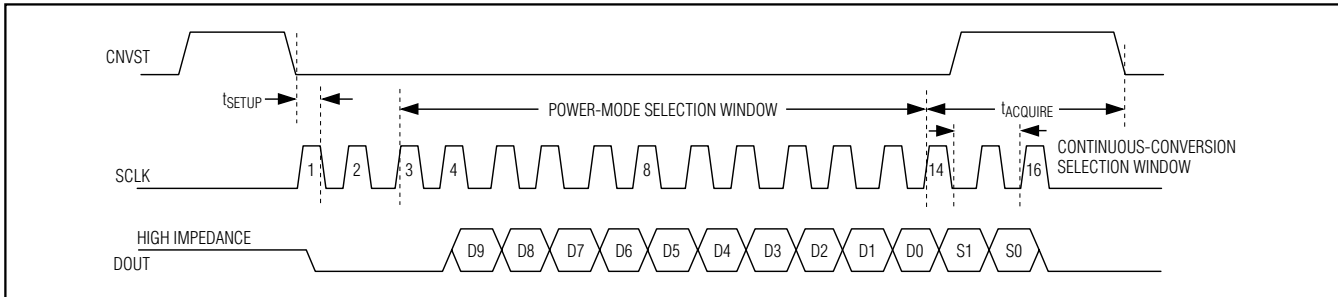 CNVST
tSETUP
POWER-MODE SELECTION WINDOW
tACQUIRE
CONTINUOUS-CONVERSION
SELECTION WINDOW
SCLK
1 2 3 4 8 14 16
HIGH IMPEDANCE
DOUT
D9 D8 D7 D6 D5 D4 D3 D2 D1 D0 S1 S0